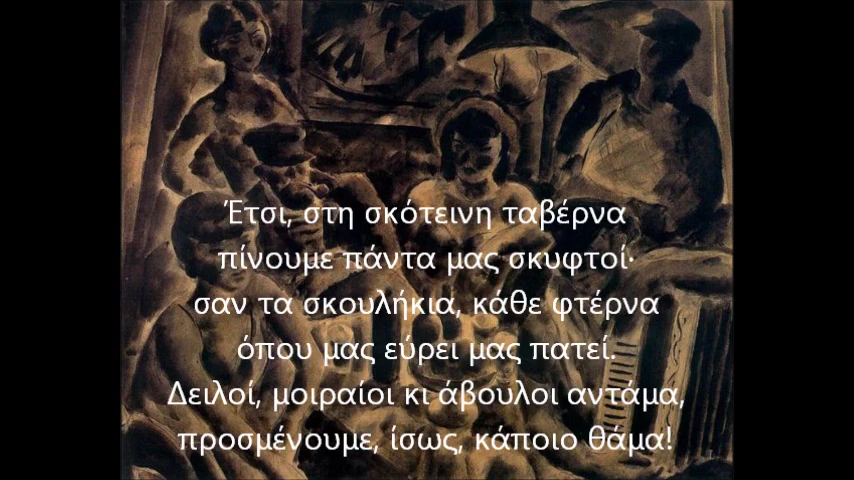 Έτσι, στη σκότεινη ταβέρνα
πίνουμε πάντα μας σκυφτοί·
σαν τα σκουλήκια, κάθε φτέρνα
όπου μας εύρει μας πατεί.
Δειλοί, μοιραίοι κι άβουλοι αντάμα,
προσμένουμε, ίσως, κάποιο θάμα!